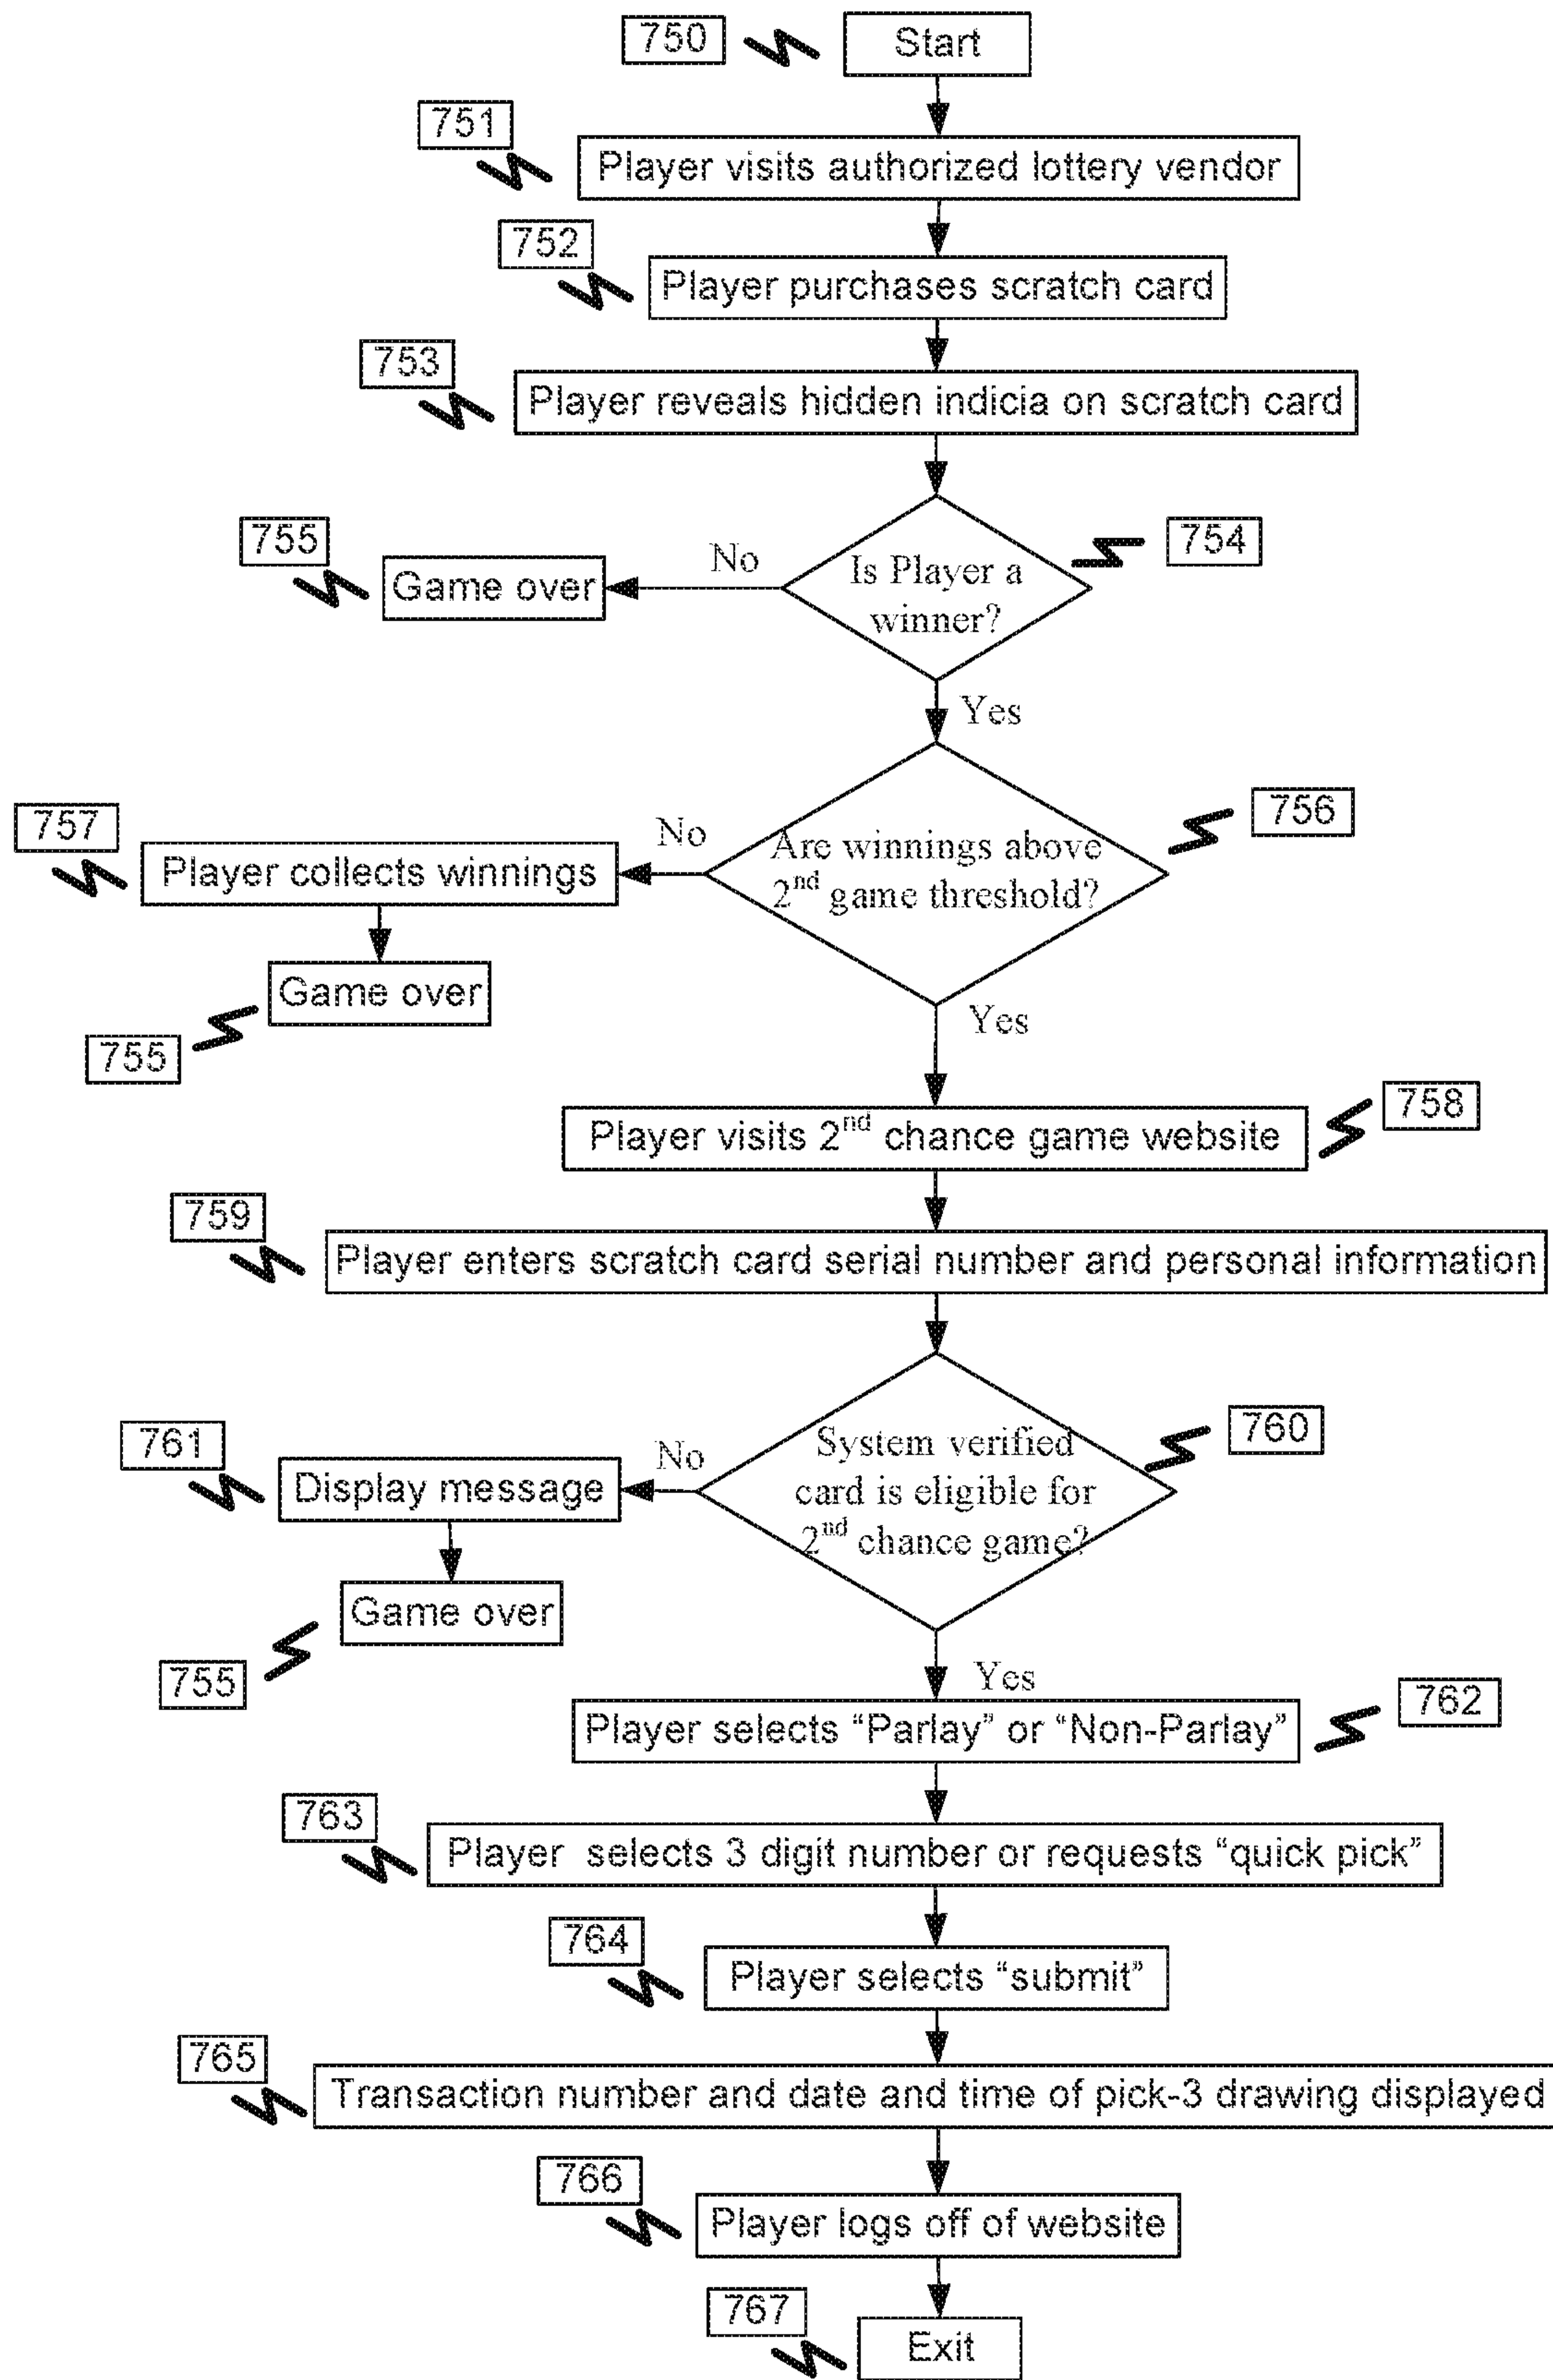 750
Start
751
Player visits authorized lottery vendor
752
Player purchases scratch card
753
Player reveals hidden indicia on scratch card
755
Game over
No
Is Player a
winner?
754
Yes
757
Player collects winnings
No
Are winnings above
2nd game threshold?
756
Game over
755
Yes
Player visits 2nd chance game website
758
759
Player enters scratch card serial number and personal information
761
Display message
No
System verified
card is eligible for
2nd chance game?
760
Game over
755
Yes
Player selects “Parlay” or “Non-Parlay”
762
763
Player selects 3 digit number or requests “quick pick”
764
Player selects “submit”
765
Transaction number and date and time of pick-3 drawing displayed
766
Player logs off of website
767
Exit